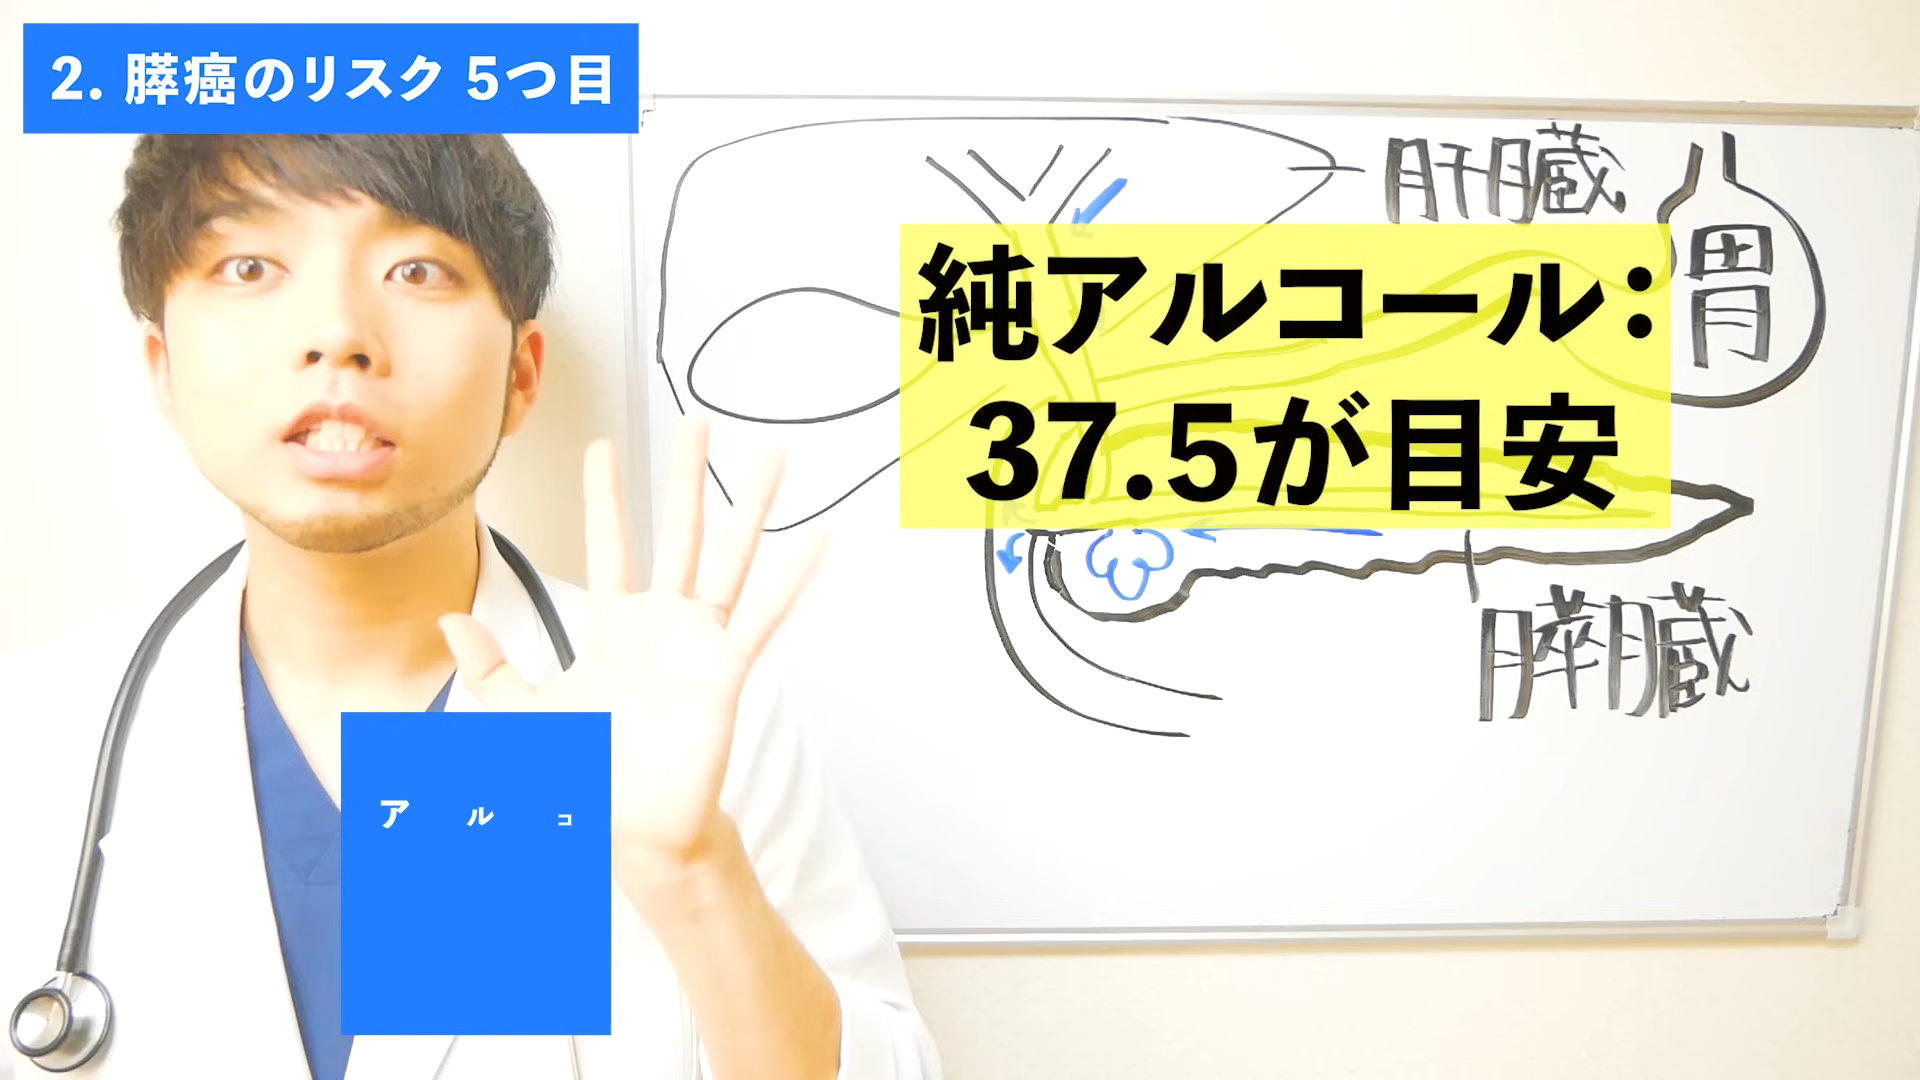 2. 膵癌のリスク 5つ目
肝臓
胃
純アルコール：
37.5が目安
膵臓
アルコ